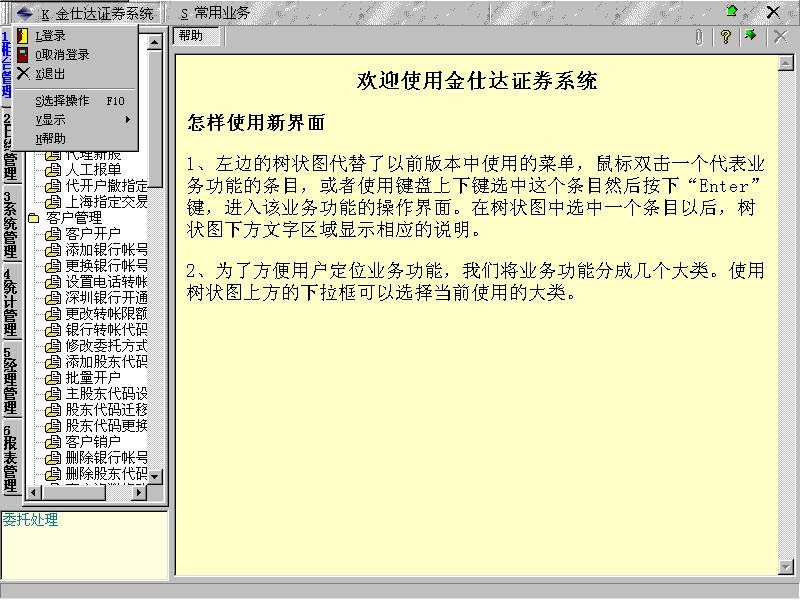 K 金仕达证券系统
S 常用业务
L登录
O取消登录
X退出
S选择操作 F10
V显示
H帮助
帮助
1柜台管理
3系统管理
4统计管理
5经理管理
6报表管理
代理新股
人工报单
代开户撤指定
上海指定交易
客户管理
客户开户
添加银行帐号
更换银行帐号
设置电话转帐
深圳银行开通
更改转帐限额
银行转帐代码
修改委托方式
添加股东代码
批量开户
主股东代码设
股东代码迁移
股东代码更换
客户销户
删除银行帐号
删除股东代码
委托处理
欢迎使用金仕达证券系统
怎样使用新界面
1、左边的树状图代替了以前版本中使用的菜单，鼠标双击一个代表业
务功能的条目，或者使用键盘上下键选中这个条目然后按下“Enter”
键，进入该业务功能的操作界面。在树状图中选中一个条目以后，树
状图下方文字区域显示相应的说明。
2、为了方便用户定位业务功能，我们将业务功能分成几个大类。使用
树状图上方的下拉框可以选择当前使用的大类。